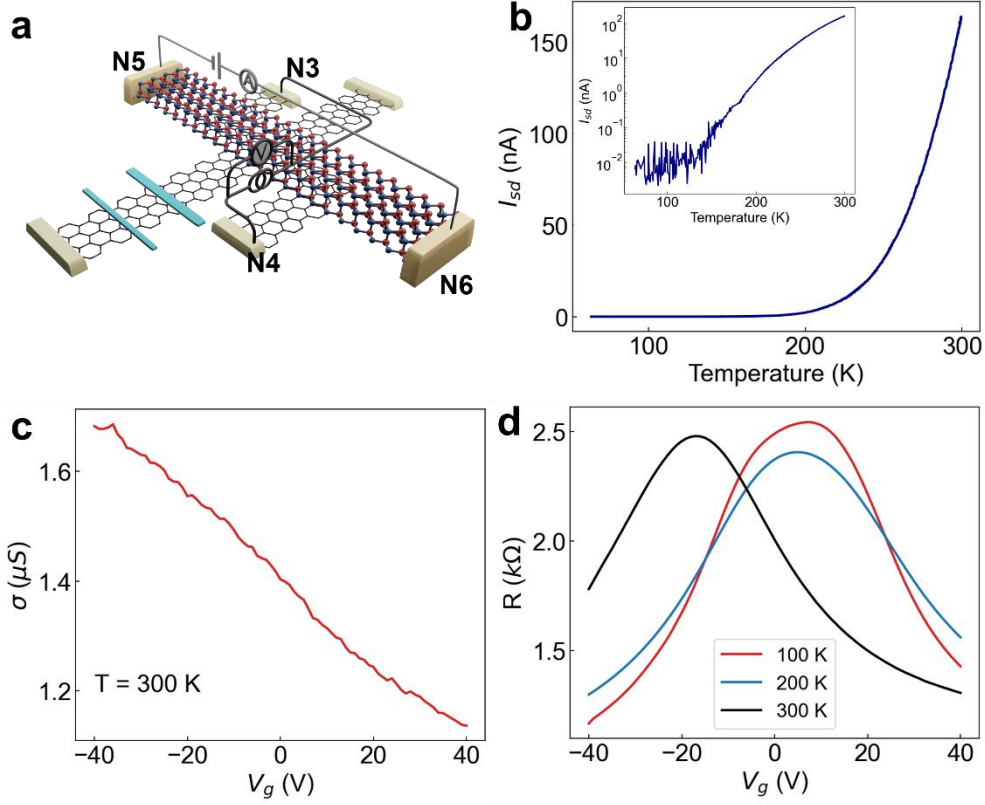 a
N5
N3
A
V
N4
N6
b
I_sd (nA)
150
100
50
0
100
200
300
Temperature (K)
I_sd (nA)
10^2
10^1
10^0
10^-1
10^-2
100
200
300
Temperature (K)
c
σ (μS)
1.6
1.4
1.2
T = 300 K
−40
−20
0
20
40
V_g (V)
d
R (kΩ)
2.5
2.0
1.5
100 K
200 K
300 K
−40
−20
0
20
40
V_g (V)